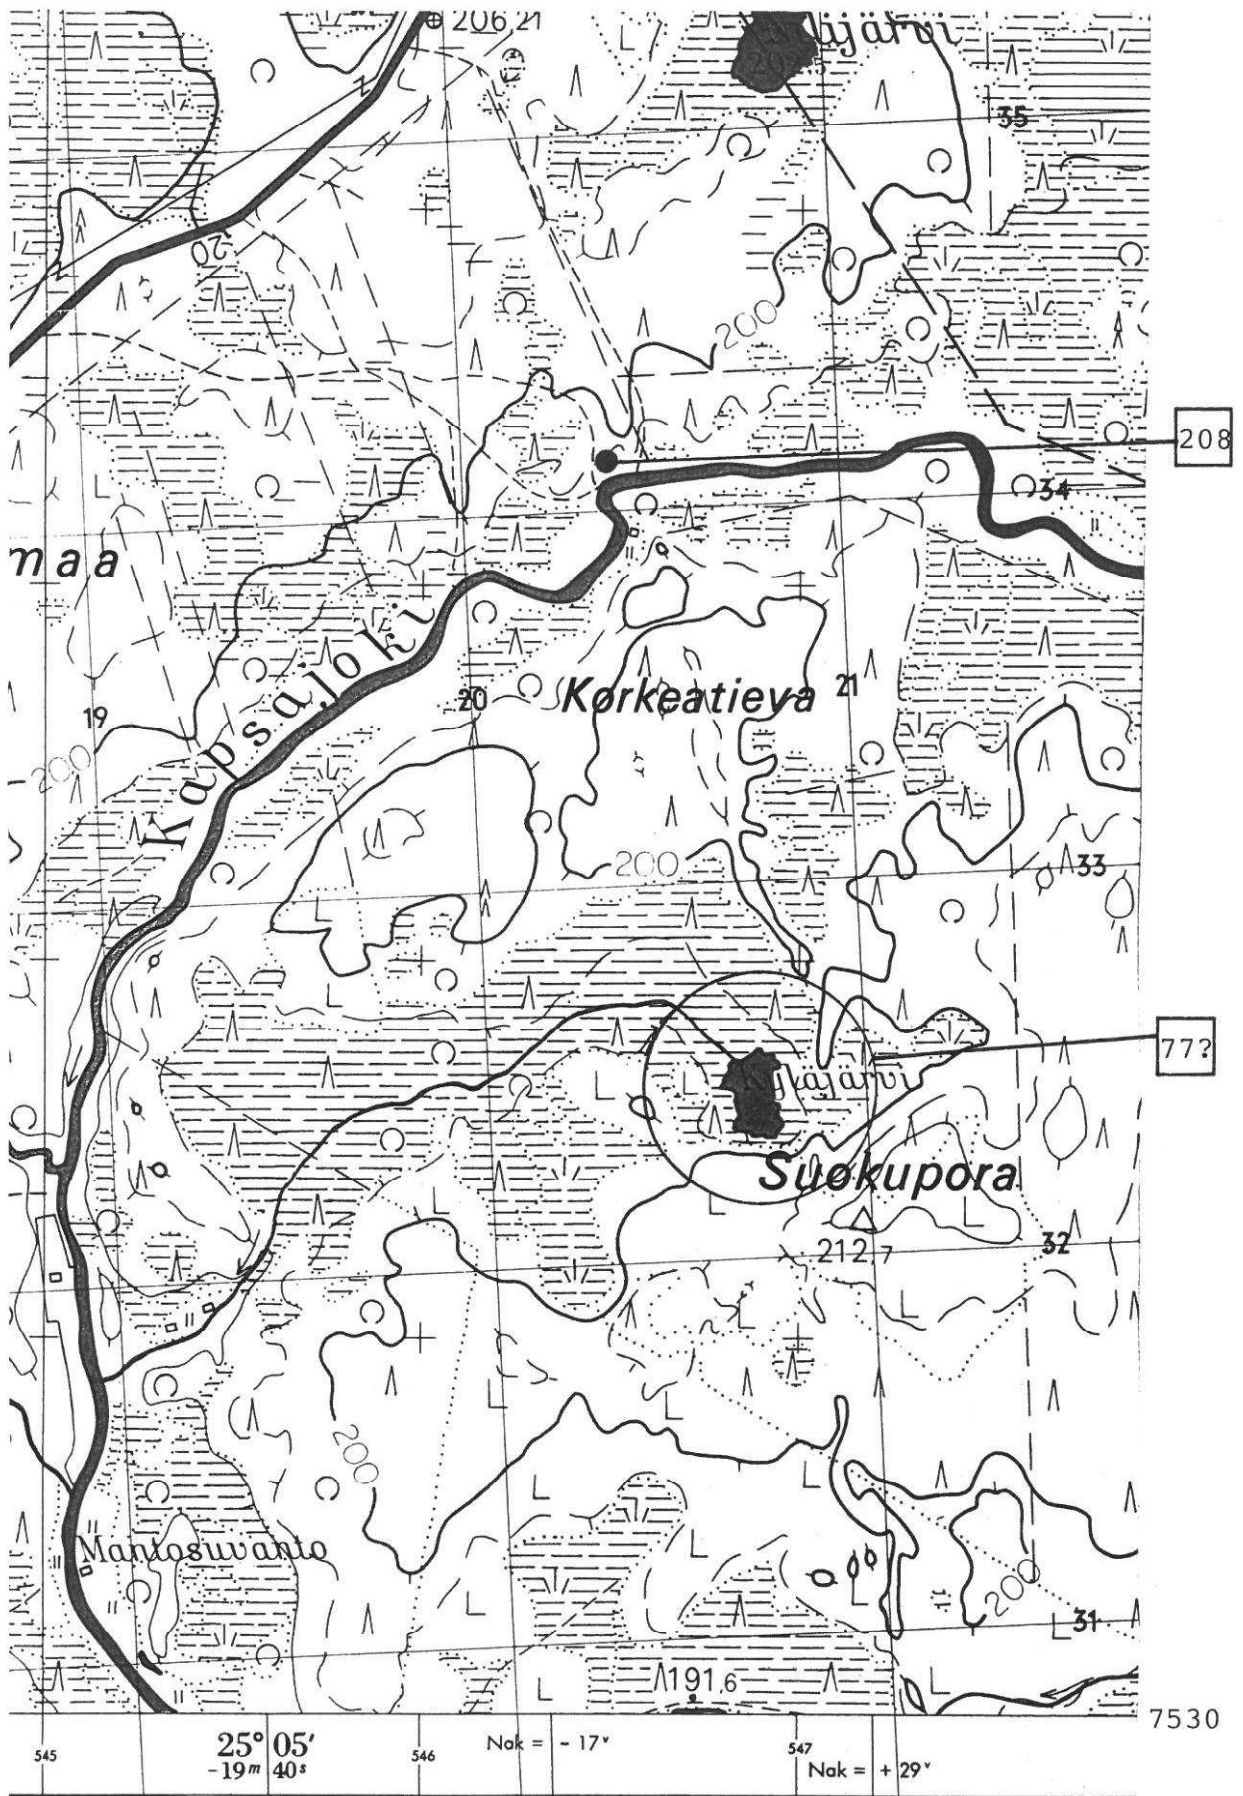 206 21
35
20
200
208
34
maa
Kapsajoki
19
20
Korkeatieva
21
200
200
33
77?
Kyläjärvi
Suokupora
212,7
32
200
Mantosuvanto
200
31
191,6
7530
545
25° 05′
-19ᵐ 40ˢ
546
Nak = - 17ᵛ
547
Nak = + 29ᵛ